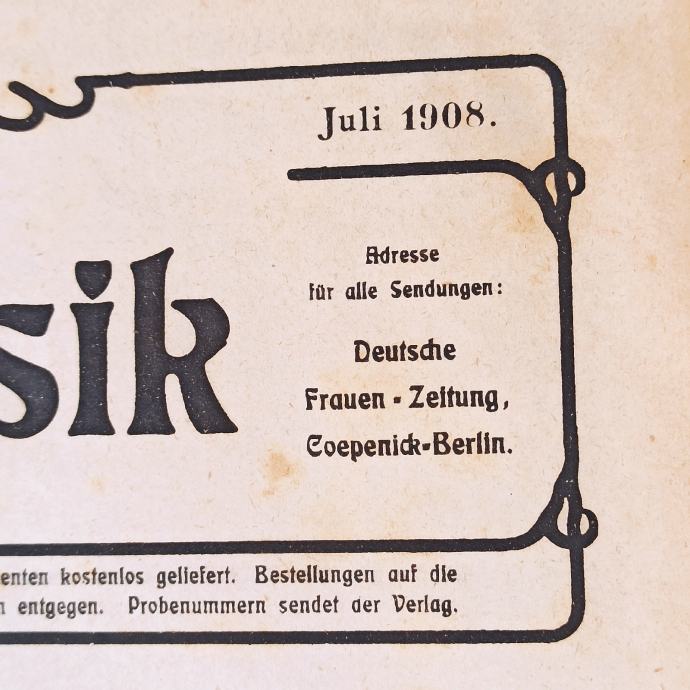 Juli 1908.
sik
Adresse
für alle Sendungen:
Deutsche
Frauen-Zeitung,
Coepenick-Berlin.
enten kostenlos geliefert. Bestellungen auf die
n entgegen. Probenummern sendet der Verlag.